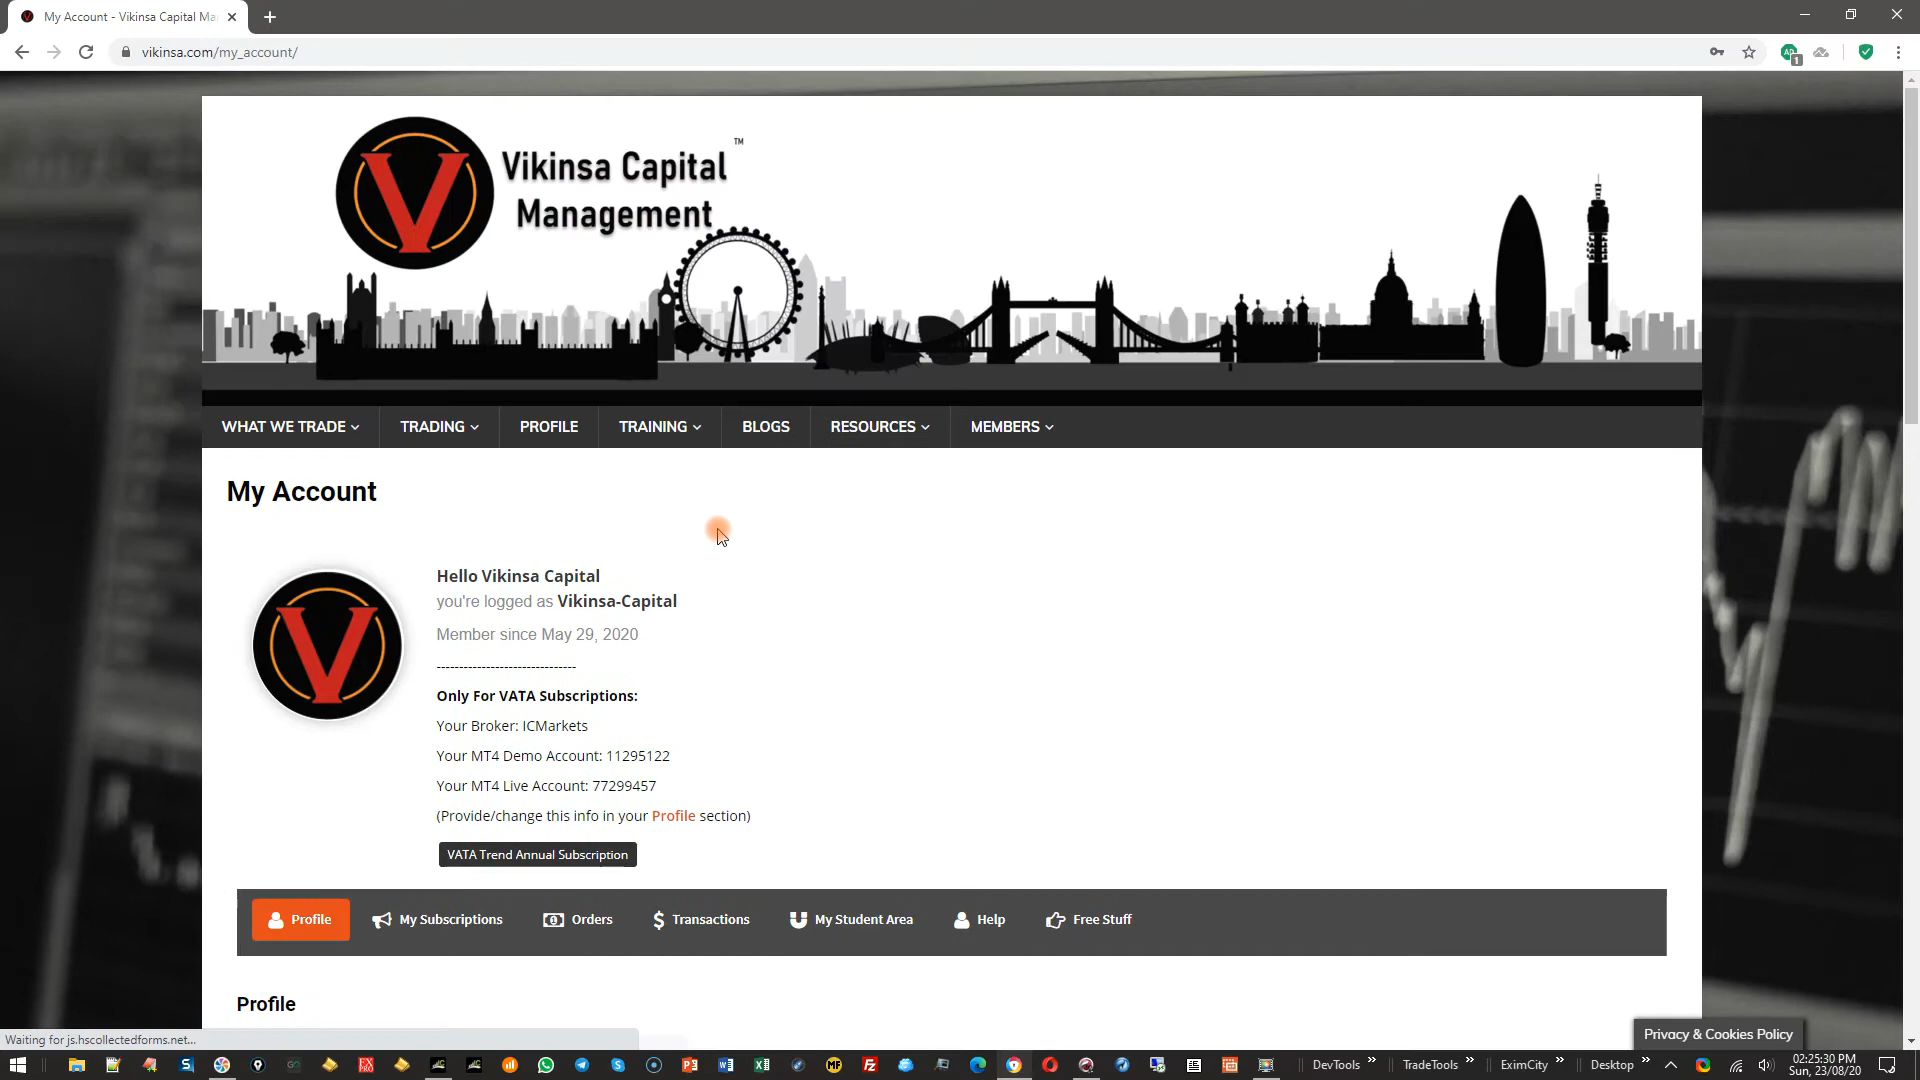 My Account - Vikinsa Capital Ma
vikinsa.com/my_account/
1
V
Vikinsa Capital
Management
TM
WHAT WE TRADE
TRADING
PROFILE
TRAINING
BLOGS
RESOURCES
MEMBERS
My Account
V
Hello Vikinsa Capital
you're logged as Vikinsa-Capital
Member since May 29, 2020
-------------------------------
Only For VATA Subscriptions:
Your Broker: ICMarkets
Your MT4 Demo Account: 11295122
Your MT4 Live Account: 77299457
(Provide/change this info in your Profile section)
VATA Trend Annual Subscription
Profile
My Subscriptions
Orders
Transactions
My Student Area
Help
Free Stuff
Profile
Privacy & Cookies Policy
Waiting for js.hscollectedforms.net...
DevTools
TradeTools
EximCity
Desktop
02:25:30 PM
Sun, 23/08/20